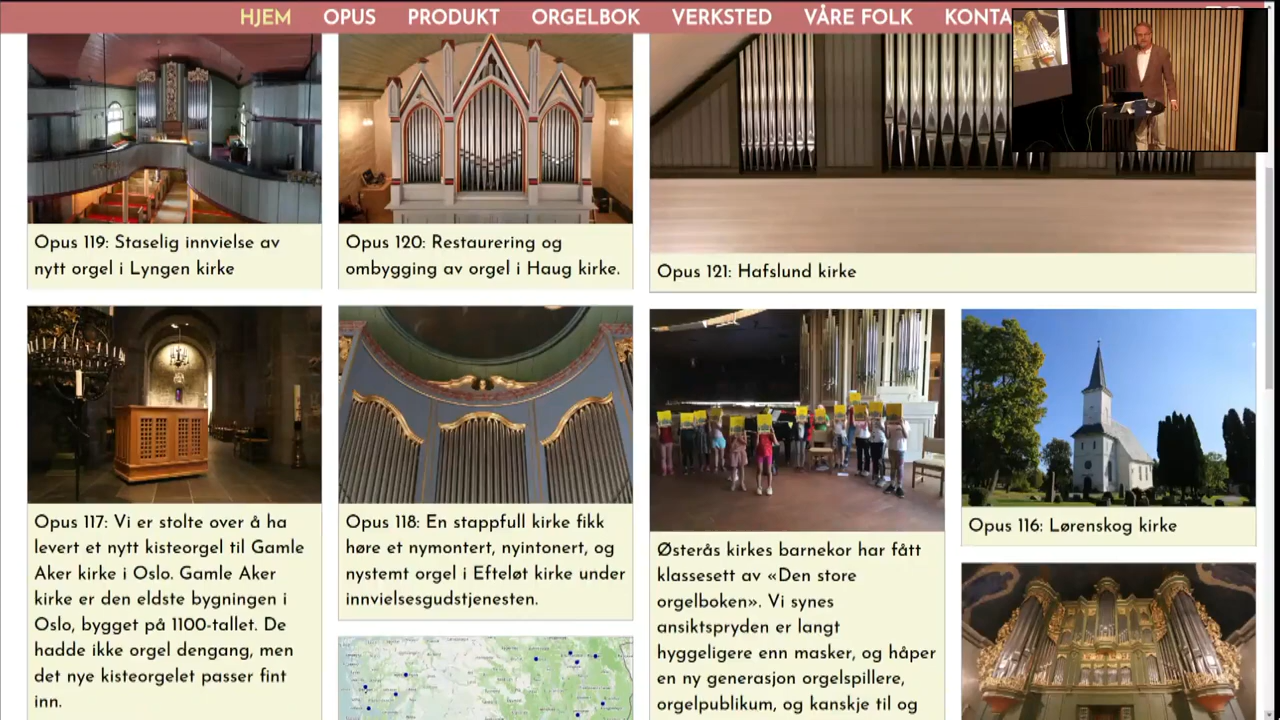 HJEM OPUS PRODUKT ORGELBOK VERKSTED VÅRE FOLK KONTA
Opus 119: Staselig innvielse av
nytt orgel i Lyngen kirke
Opus 120: Restaurering og
ombygging av orgel i Haug kirke.
Opus 121: Hafslund kirke
Opus 117: Vi er stolte over å ha
levert et nytt kisteorgel til Gamle
Aker kirke i Oslo. Gamle Aker
kirke er den eldste bygningen i
Oslo, bygget på 1100-tallet. De
hadde ikke orgel dengang, men
det nye kisteorgelet passer fint
inn.
Opus 118: En stappfull kirke fikk
høre et nymontert, nyintonert, og
nystemt orgel i Efteløt kirke under
innvielsesgudstjenesten.
Østerås kirkes barnekor har fått
klassesett av «Den store
orgelboken». Vi synes
ansiktspryden er langt
hyggeligere enn masker, og håper
en ny generasjon orgelspillere,
orgelpublikum, og kanskje til og
Opus 116: Lørenskog kirke